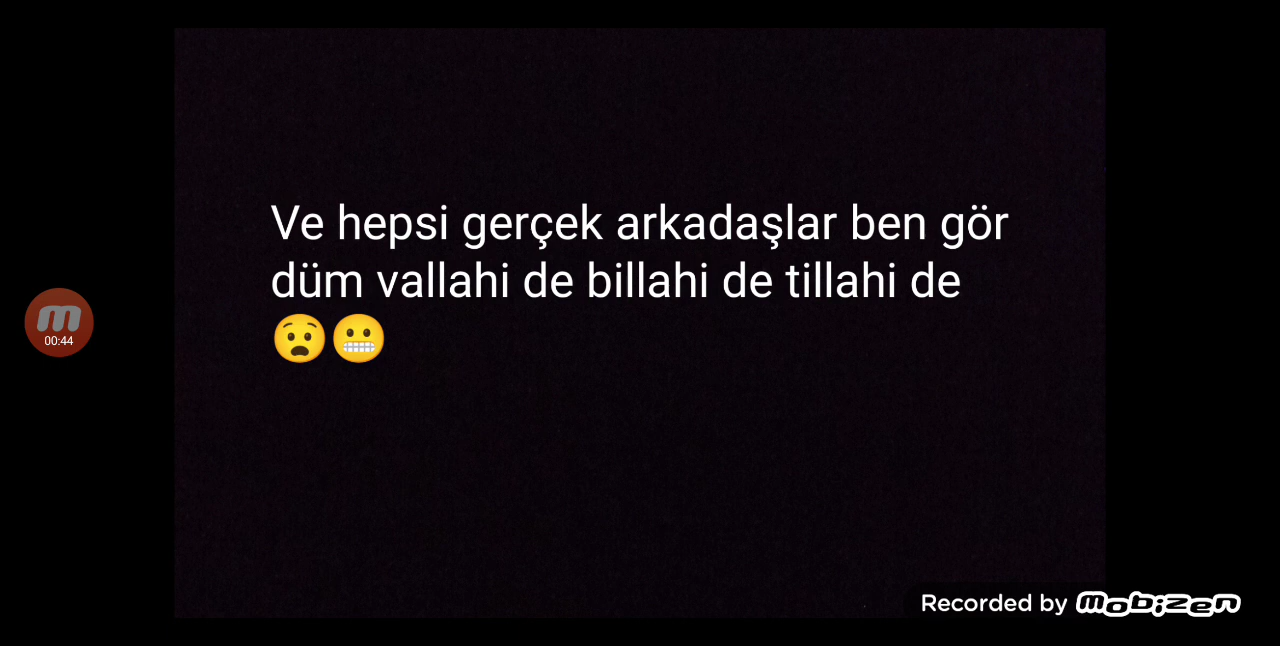 Ve hepsi gerçek arkadaşlar ben gör
düm vallahi de billahi de tillahi de
😧😬
00:44
Recorded by mobizen